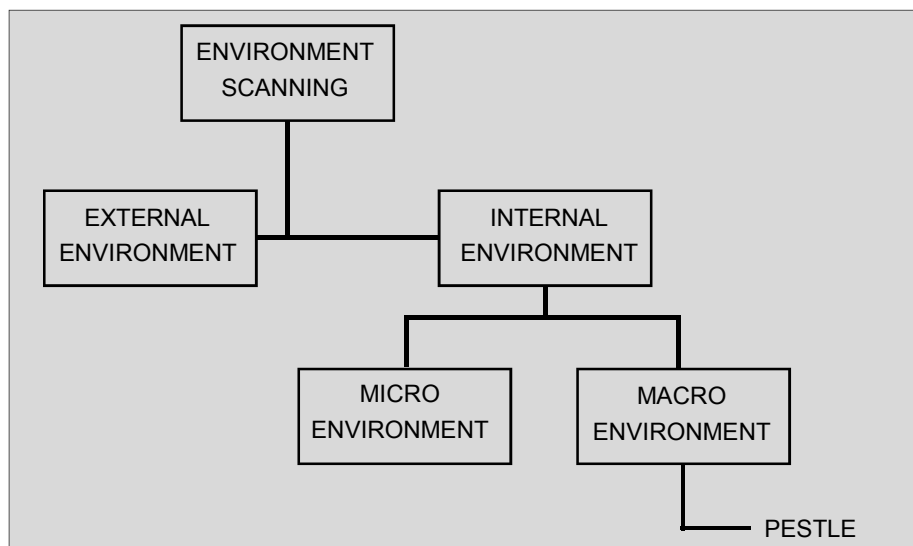 ENVIRONMENT
SCANNING
EXTERNAL
ENVIRONMENT
INTERNAL
ENVIRONMENT
MICRO
ENVIRONMENT
MACRO
ENVIRONMENT
PESTLE